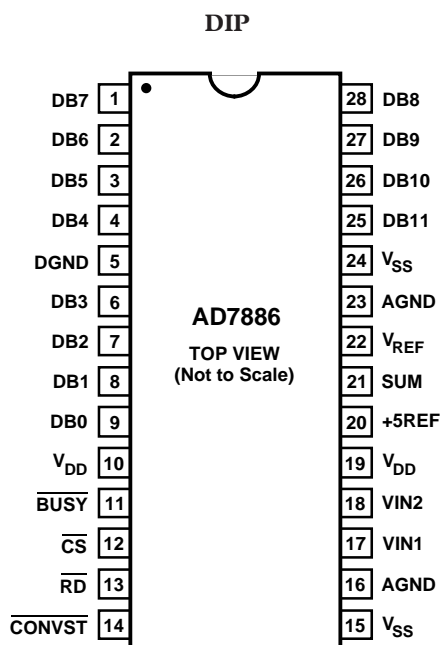 DIP
DB7 1
DB6 2
DB5 3
DB4 4
DGND 5
DB3 6
DB2 7
DB1 8
DB0 9
VDD 10
BUSY 11
CS 12
RD 13
CONVST 14
AD7886
TOP VIEW
(Not to Scale)
28 DB8
27 DB9
26 DB10
25 DB11
24 VSS
23 AGND
22 VREF
21 SUM
20 +5REF
19 VDD
18 VIN2
17 VIN1
16 AGND
15 VSS